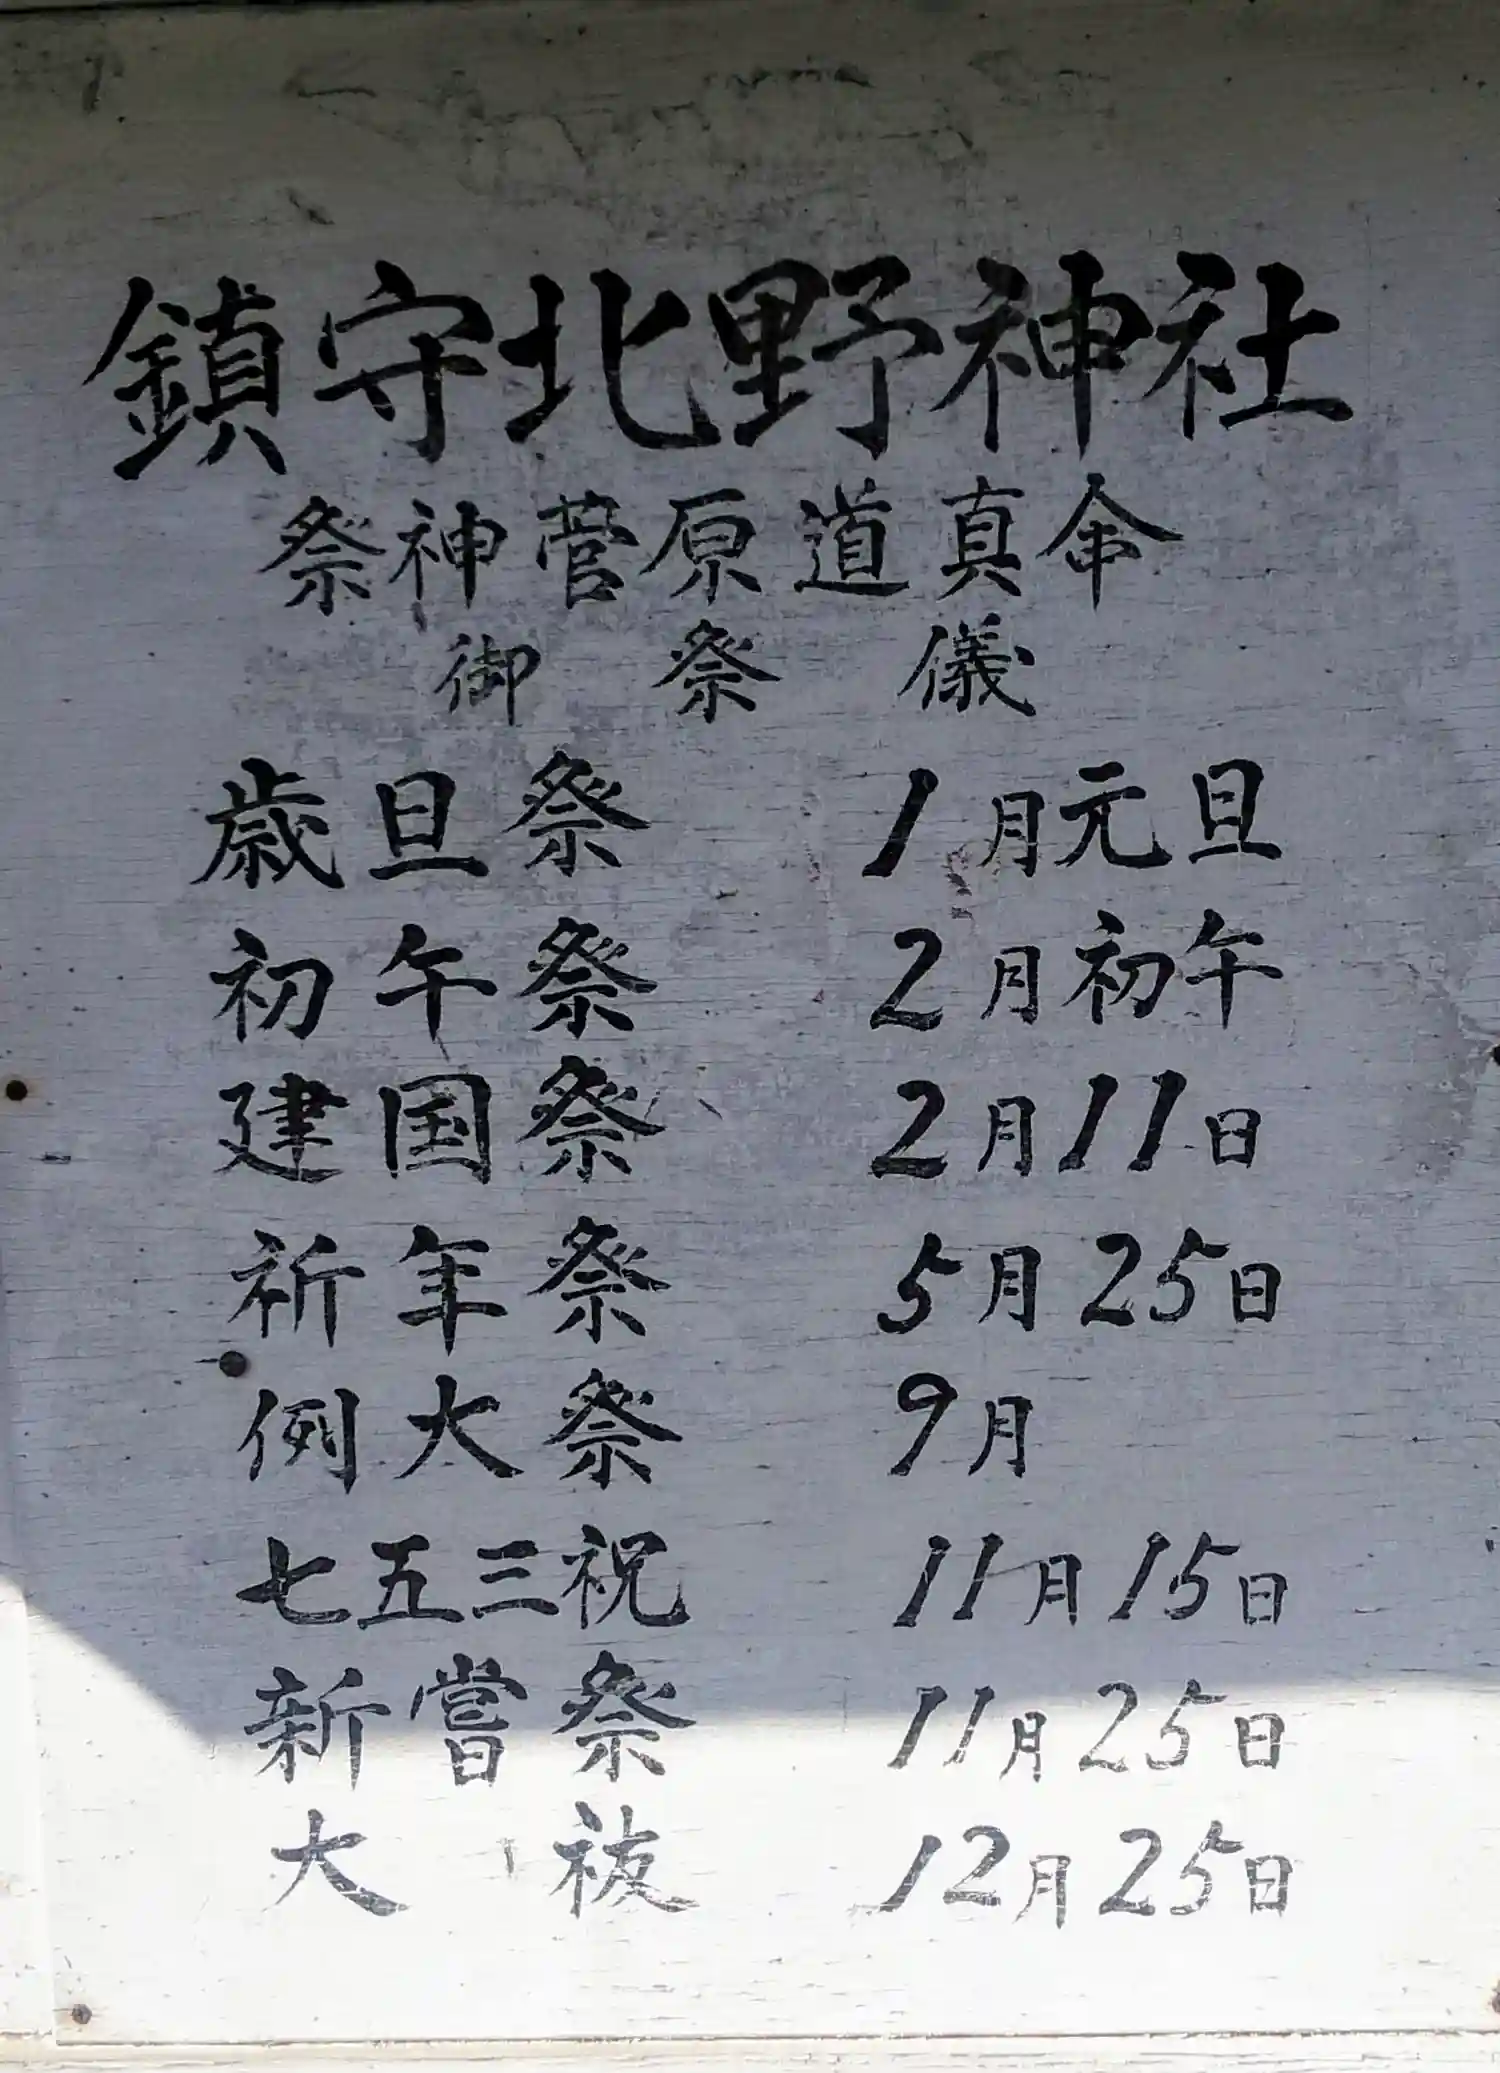 鎮守北野神社
祭神菅原道真命
御祭儀
歳旦祭 1月元旦
初午祭 2月初午
建国祭 2月11日
祈年祭 5月25日
例大祭 9月
七五三祝 11月15日
新嘗祭 11月25日
大祓 12月25日